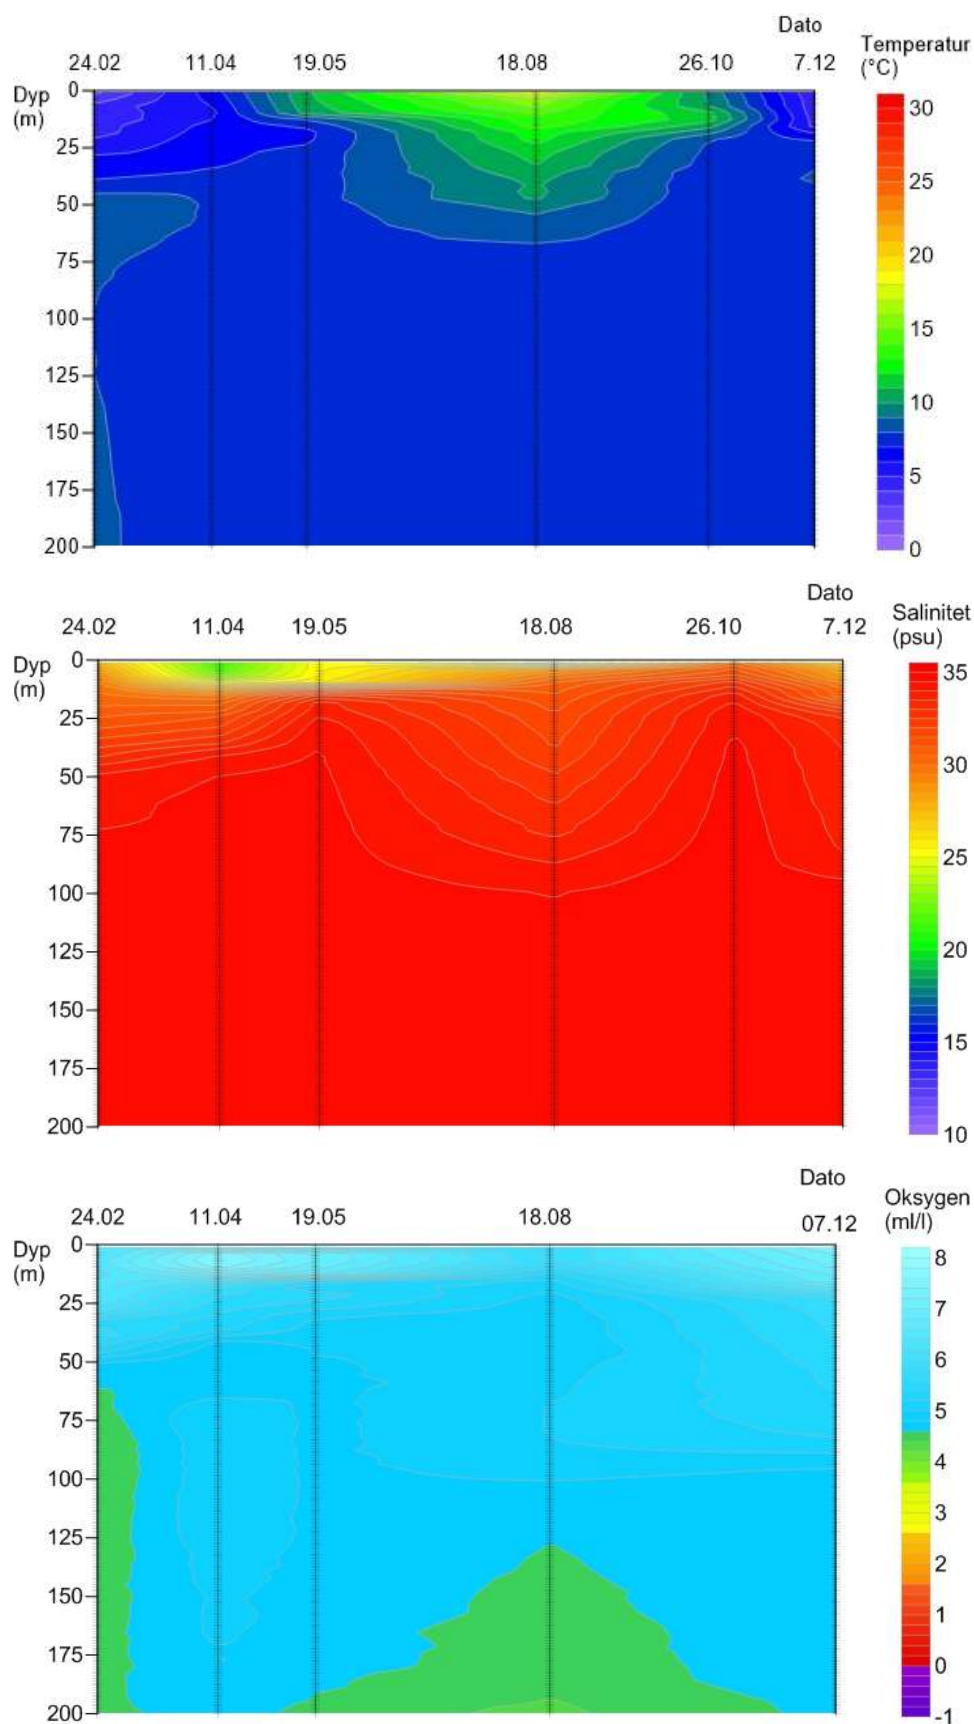 Dato
24.02 11.04 19.05 18.08 26.10 7.12
Temperatur
(°C)
Dyp
(m)
0
25
50
75
100
125
150
175
200
30
25
20
15
10
5
0
Dato
24.02 11.04 19.05 18.08 26.10 7.12
Salinitet
(psu)
Dyp
(m)
0
25
50
75
100
125
150
175
200
35
30
25
20
15
10
Dato
24.02 11.04 19.05 18.08 07.12
Oksygen
(ml/l)
Dyp
(m)
0
25
50
75
100
125
150
175
200
8
7
6
5
4
3
2
1
0
-1